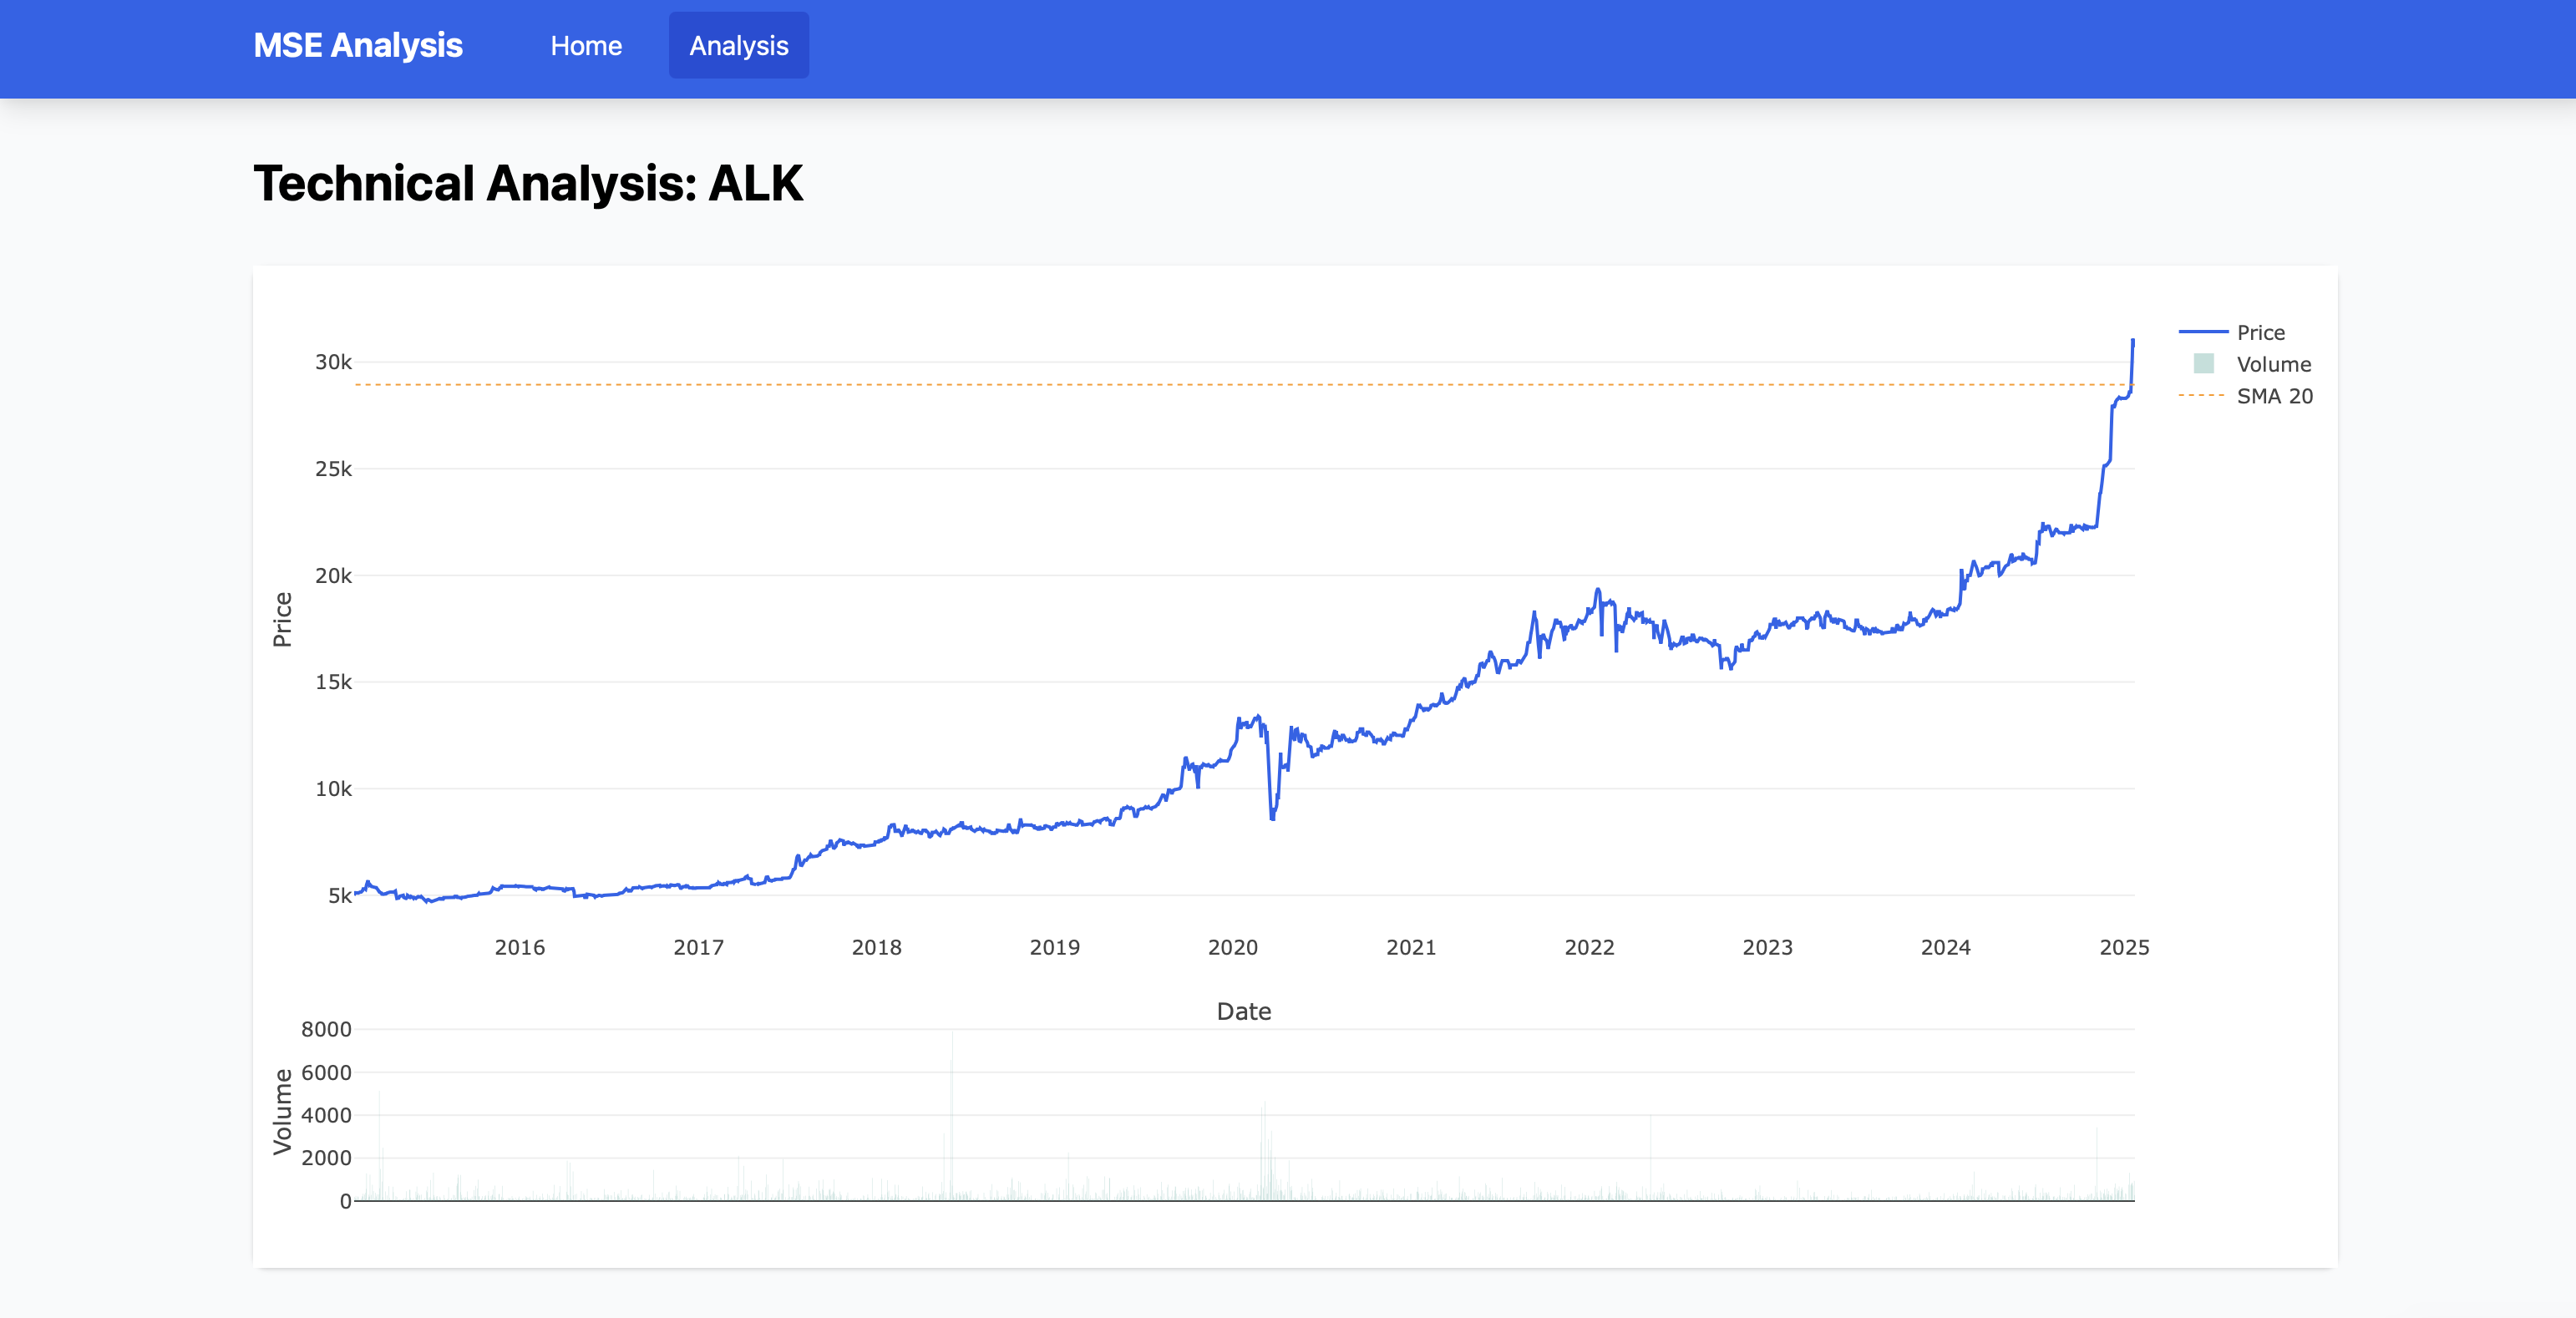 MSE Analysis Home Analysis
Technical Analysis: ALK
Price
Volume
SMA 20
30k
25k
20k
15k
10k
5k
Price
2016 2017 2018 2019 2020 2021 2022 2023 2024 2025
Date
8000
6000
4000
2000
0
Volume